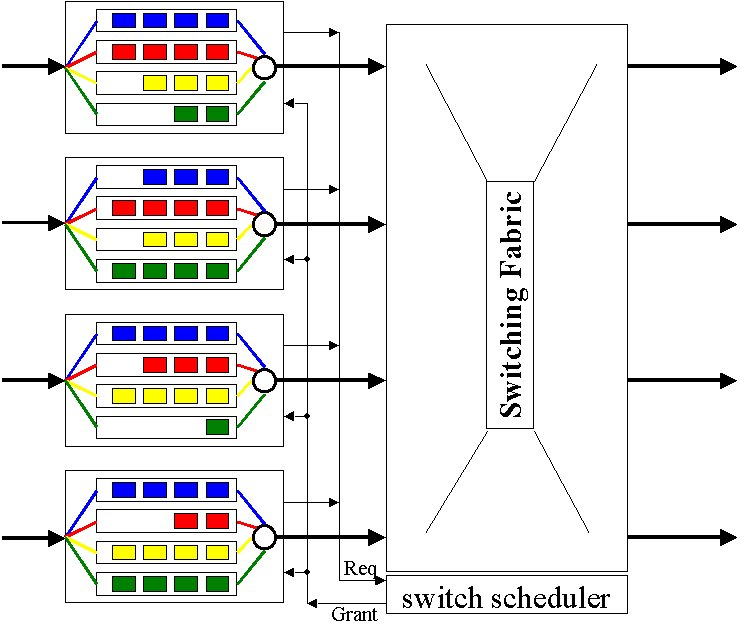 Switching Fabric
Req
switch scheduler
Grant